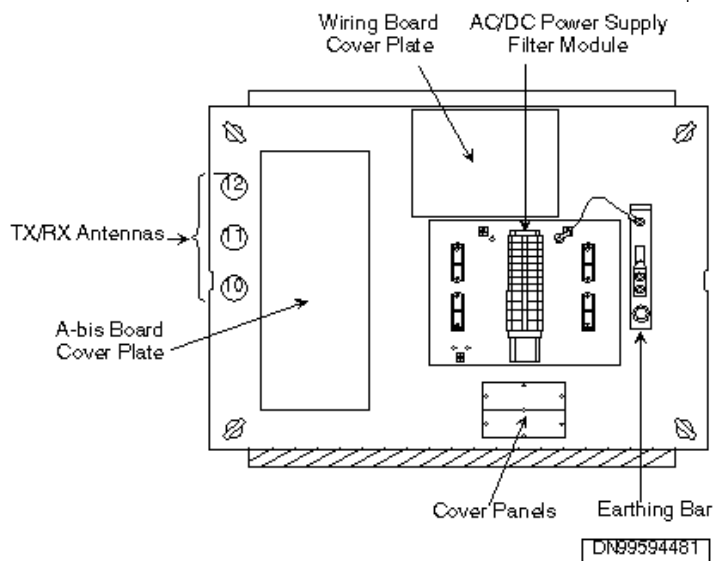 Wiring Board
Cover Plate
AC/DC Power Supply
Filter Module
12
11
10
TX/RX Antennas
A-bis Board
Cover Plate
Cover Panels
Earthing Bar
DN99594481